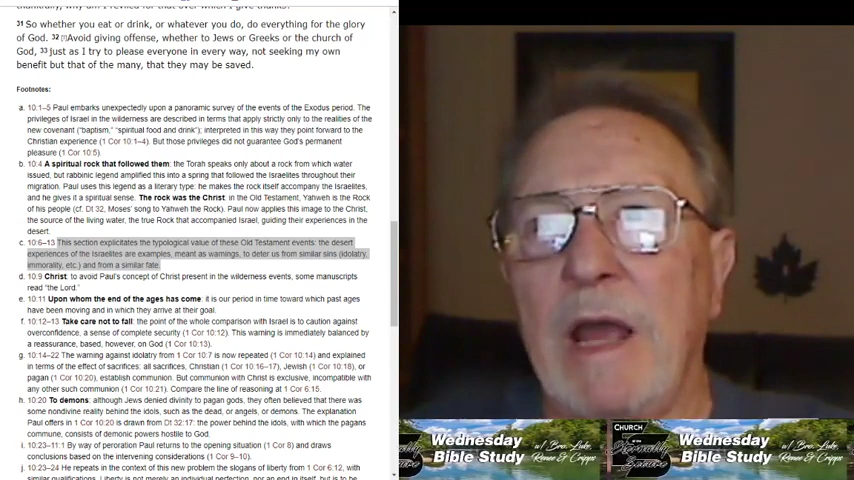 31 So whether you eat or drink, or whatever you do, do everything for the glory
of God. 32 [*]Avoid giving offense, whether to Jews or Greeks or the church of
God, 33 just as I try to please everyone in every way, not seeking my own
benefit but that of the many, that they may be saved.
Footnotes:
a. 10:1–5 Paul embarks unexpectedly upon a panoramic survey of the events of the Exodus period. The
privileges of Israel in the wilderness are described in terms that apply strictly only to the realities of the
new covenant (“baptism,” “spiritual food and drink”); interpreted in this way they point forward to the
Christian experience (1 Cor 10:1–4). But those privileges did not guarantee God’s permanent
pleasure (1 Cor 10:5).
b. 10:4 A spiritual rock that followed them: the Torah speaks only about a rock from which water
issued, but rabbinic legend amplified this into a spring that followed the Israelites throughout their
migration. Paul uses this legend as a literary type: he makes the rock itself accompany the Israelites,
and he gives it a spiritual sense. The rock was the Christ: in the Old Testament, Yahweh is the Rock
of his people (cf. Dt 32, Moses’ song to Yahweh the Rock). Paul now applies this image to the Christ,
the source of the living water, the true Rock that accompanied Israel, guiding their experiences in the
desert.
c. 10:6–13 This section explicitates the typological value of these Old Testament events: the desert
experiences of the Israelites are examples, meant as warnings, to deter us from similar sins (idolatry,
immorality, etc.) and from a similar fate.
d. 10:9 Christ: to avoid Paul’s concept of Christ present in the wilderness events, some manuscripts
read “the Lord.”
e. 10:11 Upon whom the end of the ages has come: it is our period in time toward which past ages
have been moving and in which they arrive at their goal.
f. 10:12–13 Take care not to fall: the point of the whole comparison with Israel is to caution against
overconfidence, a sense of complete security (1 Cor 10:12). This warning is immediately balanced by
a reassurance, based, however, on God (1 Cor 10:13).
g. 10:14–22 The warning against idolatry from 1 Cor 10:7 is now repeated (1 Cor 10:14) and explained
in terms of the effect of sacrifices: all sacrifices, Christian (1 Cor 10:16–17), Jewish (1 Cor 10:18), or
pagan (1 Cor 10:20), establish communion. But communion with Christ is exclusive, incompatible with
any other such communion (1 Cor 10:21). Compare the line of reasoning at 1 Cor 6:15.
h. 10:20 To demons: although Jews denied divinity to pagan gods, they often believed that there was
some nondivine reality behind the idols, such as the dead, or angels, or demons. The explanation
Paul offers in 1 Cor 10:20 is drawn from Dt 32:17: the power behind the idols, with which the pagans
commune, consists of demonic powers hostile to God.
i. 10:23–11:1 By way of peroration Paul returns to the opening situation (1 Cor 8) and draws
conclusions based on the intervening considerations (1 Cor 9–10).
j. 10:23–24 He repeats in the context of this new problem the slogans of liberty from 1 Cor 6:12, with
Wednesday
Bible Study
w/ Bro. Luke,
Renee & Cripps
CHURCH
Eternally
Secure
Wednesday
Bible Study
w/ Bro. Luke,
Renee & Cripps